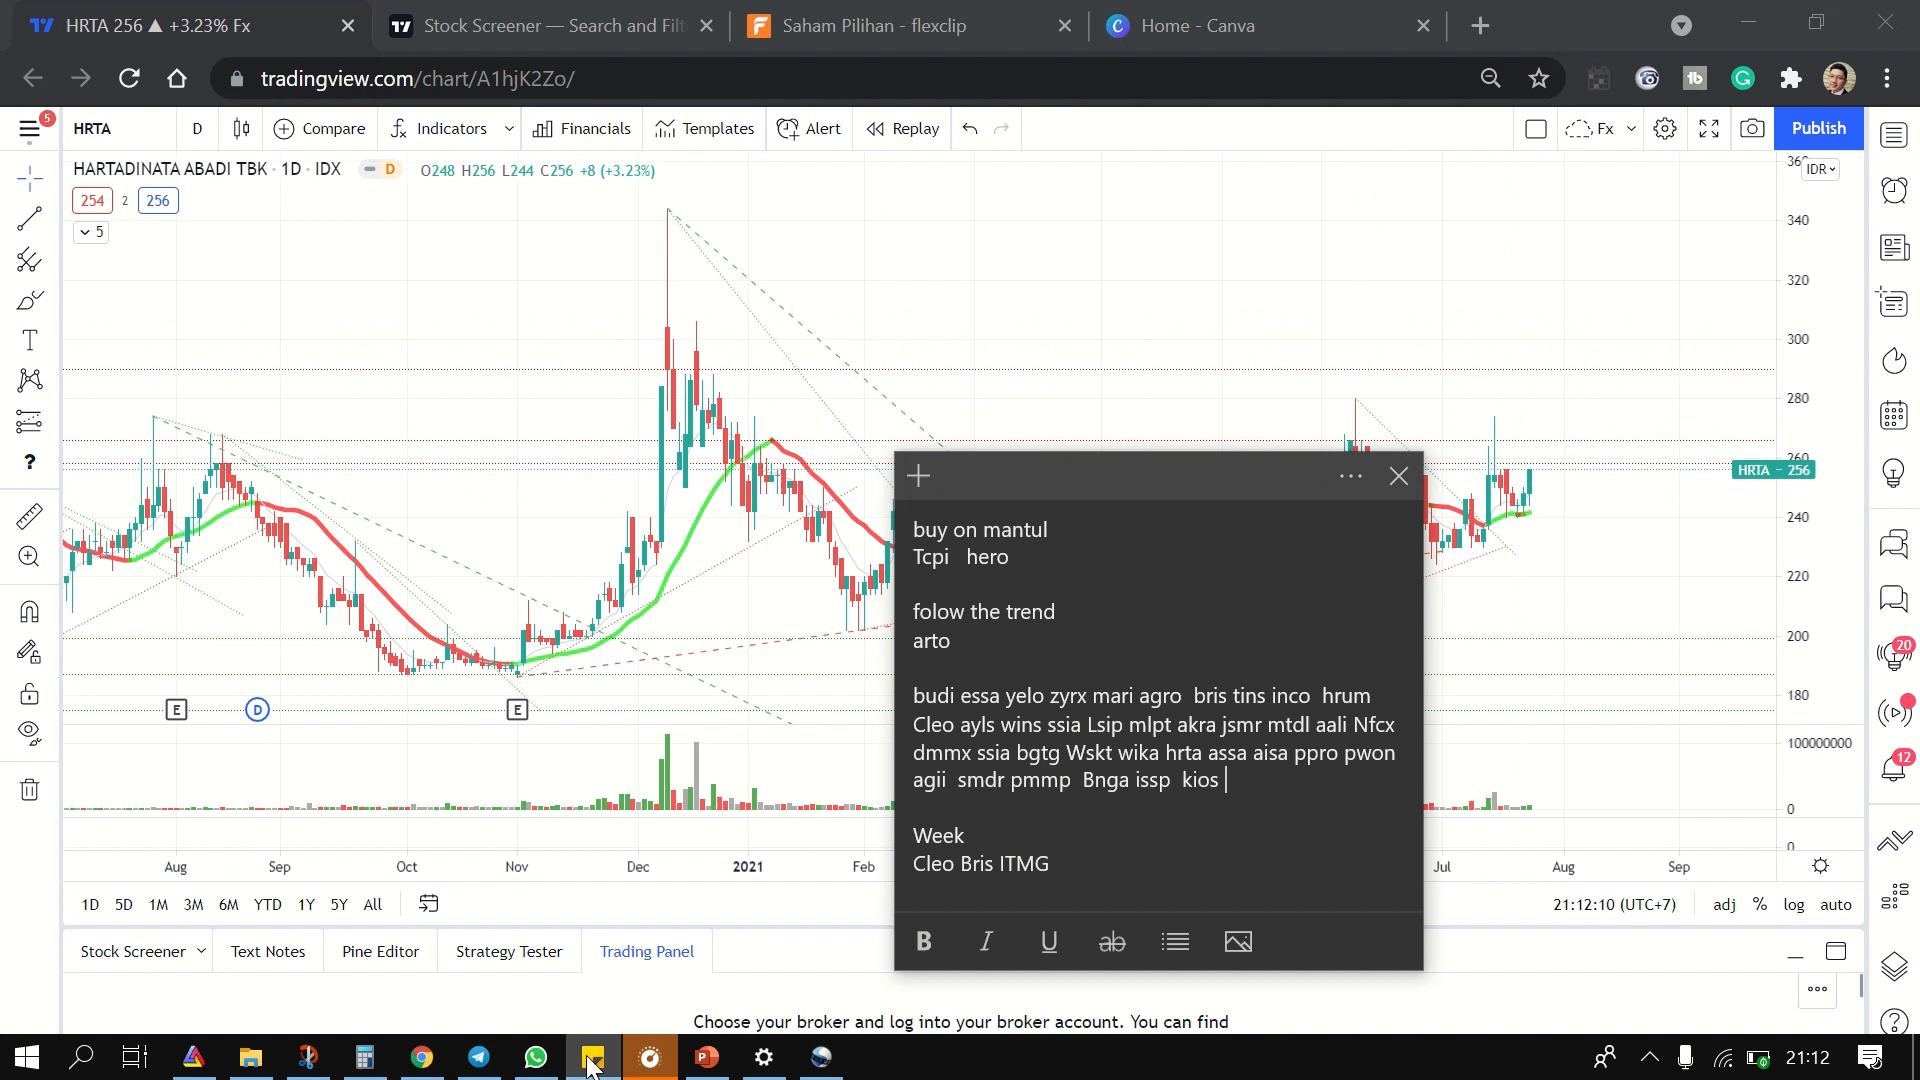 HRTA 256 ▲ +3.23% Fx
Stock Screener — Search and Filt
Saham Pilihan - flexclip
Home - Canva
tradingview.com/chart/A1hjK2Zo/
5
HRTA
D
Compare
Indicators
Financials
Templates
Alert
Replay
Fx
Publish
HARTADINATA ABADI TBK · 1D · IDX
D
O248 H256 L244 C256 +8 (+3.23%)
IDR
254
2
256
5
340
320
300
280
260
HRTA - 256
240
220
200
180
100000000
0
0
E
D
E
Aug
Sep
Oct
Nov
Dec
2021
Feb
Jul
Aug
Sep
buy on mantul
Tcpi hero
folow the trend
arto
budi essa yelo zyrx mari agro bris tins inco hrum
Cleo ayls wins ssia Lsip mlpt akra jsmr mtdl aali Nfcx
dmmx ssia bgtg Wskt wika hrta assa aisa ppro pwon
agii smdr pmmp Bnga issp kios
Week
Cleo Bris ITMG
B I U ab
20
12
1D 5D 1M 3M 6M YTD 1Y 5Y All
21:12:10 (UTC+7)
adj % log auto
Stock Screener
Text Notes
Pine Editor
Strategy Tester
Trading Panel
Choose your broker and log into your broker account. You can find
21:12